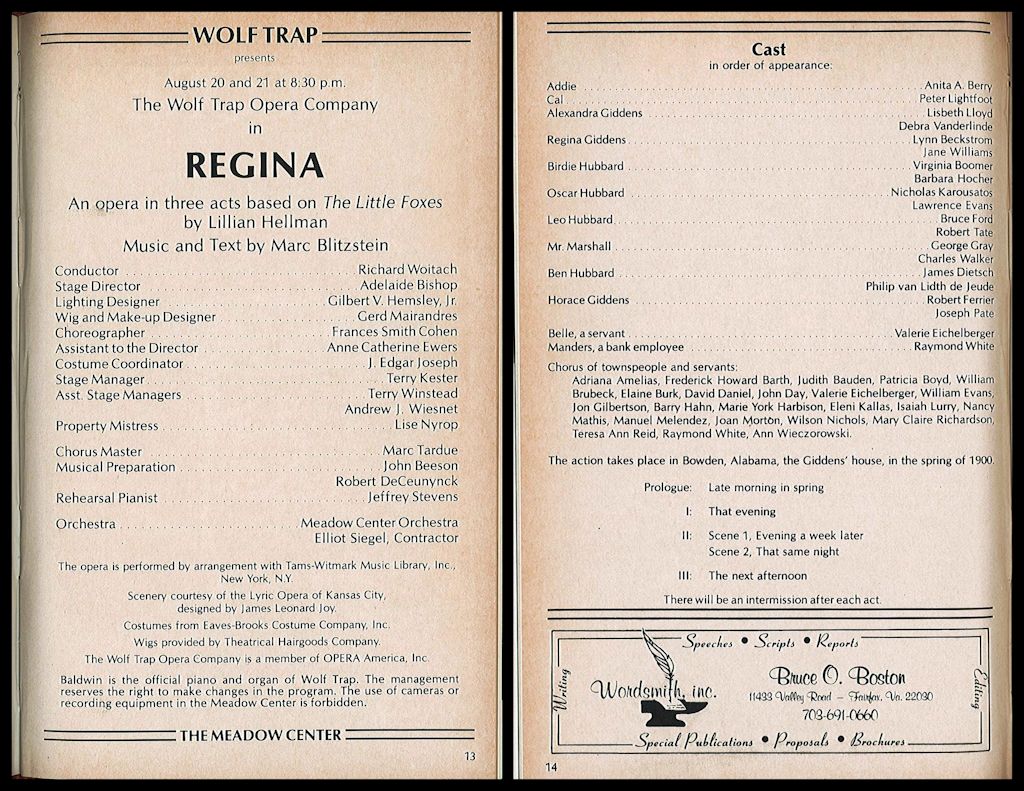 WOLF TRAP
presents
August 20 and 21 at 8:30 p.m.
The Wolf Trap Opera Company
in
REGINA
An opera in three acts based on The Little Foxes
by Lillian Hellman
Music and Text by Marc Blitzstein
Conductor . . . . . . . . . . . . . . . . . . . . Richard Woitach
Stage Director . . . . . . . . . . . . . . . . . . . . Adelaide Bishop
Lighting Designer . . . . . . . . . . . . . . . . . . . . Gilbert V. Hemsley, Jr.
Wig and Make-up Designer . . . . . . . . . . . . . . . . . . . . Gerd Mairandres
Choreographer . . . . . . . . . . . . . . . . . . . . Frances Smith Cohen
Assistant to the Director . . . . . . . . . . . . . . . . . . . . Anne Catherine Ewers
Costume Coordinator . . . . . . . . . . . . . . . . . . . . J. Edgar Joseph
Stage Manager . . . . . . . . . . . . . . . . . . . . Terry Kester
Asst. Stage Managers . . . . . . . . . . . . . . . . . . . . Terry Winstead
Andrew J. Wiesnet
Property Mistress . . . . . . . . . . . . . . . . . . . . Lise Nyrop
Chorus Master . . . . . . . . . . . . . . . . . . . . Marc Tardue
Musical Preparation . . . . . . . . . . . . . . . . . . . . John Beeson
Robert DeCeunynck
Rehearsal Pianist . . . . . . . . . . . . . . . . . . . . Jeffrey Stevens
Orchestra . . . . . . . . . . . . . . . . . . . . Meadow Center Orchestra
Elliot Siegel, Contractor
The opera is performed by arrangement with Tams-Witmark Music Library, Inc.,
New York, N.Y.
Scenery courtesy of the Lyric Opera of Kansas City,
designed by James Leonard Joy.
Costumes from Eaves-Brooks Costume Company, Inc.
Wigs provided by Theatrical Hairgoods Company.
The Wolf Trap Opera Company is a member of OPERA America, Inc.
Baldwin is the official piano and organ of Wolf Trap. The management
reserves the right to make changes in the program. The use of cameras or
recording equipment in the Meadow Center is forbidden.
THE MEADOW CENTER
13
Cast
in order of appearance:
Addie . . . . . . . . . . . . . . . . . . . . Anita A. Berry
Cal . . . . . . . . . . . . . . . . . . . . Peter Lightfoot
Alexandra Giddens . . . . . . . . . . . . . . . . . . . . Lisbeth Lloyd
Debra Vanderlinde
Regina Giddens . . . . . . . . . . . . . . . . . . . . Lynn Beckstrom
Jane Williams
Birdie Hubbard . . . . . . . . . . . . . . . . . . . . Virginia Boomer
Barbara Hocher
Oscar Hubbard . . . . . . . . . . . . . . . . . . . . Nicholas Karousatos
Lawrence Evans
Leo Hubbard . . . . . . . . . . . . . . . . . . . . Bruce Ford
Robert Tate
Mr. Marshall . . . . . . . . . . . . . . . . . . . . George Gray
Charles Walker
Ben Hubbard . . . . . . . . . . . . . . . . . . . . James Dietsch
Philip van Lidth de Jeude
Horace Giddens . . . . . . . . . . . . . . . . . . . . Robert Ferrier
Joseph Pate
Belle, a servant . . . . . . . . . . . . . . . . . . . . Valerie Eichelberger
Manders, a bank employee . . . . . . . . . . . . . . . . . . . . Raymond White
Chorus of townspeople and servants:
Adriana Amelias, Frederick Howard Barth, Judith Bauden, Patricia Boyd, William
Brubeck, Elaine Burk, David Daniel, John Day, Valerie Eichelberger, William Evans,
Jon Gilbertson, Barry Hahn, Marie York Harbison, Eleni Kallas, Isaiah Lurry, Nancy
Mathis, Manuel Melendez, Joan Morton, Wilson Nichols, Mary Claire Richardson,
Teresa Ann Reid, Raymond White, Ann Wieczorowski.
The action takes place in Bowden, Alabama, the Giddens' house, in the spring of 1900.
Prologue: Late morning in spring
I: That evening
II: Scene 1, Evening a week later
Scene 2, That same night
III: The next afternoon
There will be an intermission after each act.
Speeches • Scripts • Reports
Writing
Wordsmith, inc.
Bruce O. Boston
11433 Valley Road – Fairfax, Va. 22030
703-691-0660
Editing
Special Publications • Proposals • Brochures
14